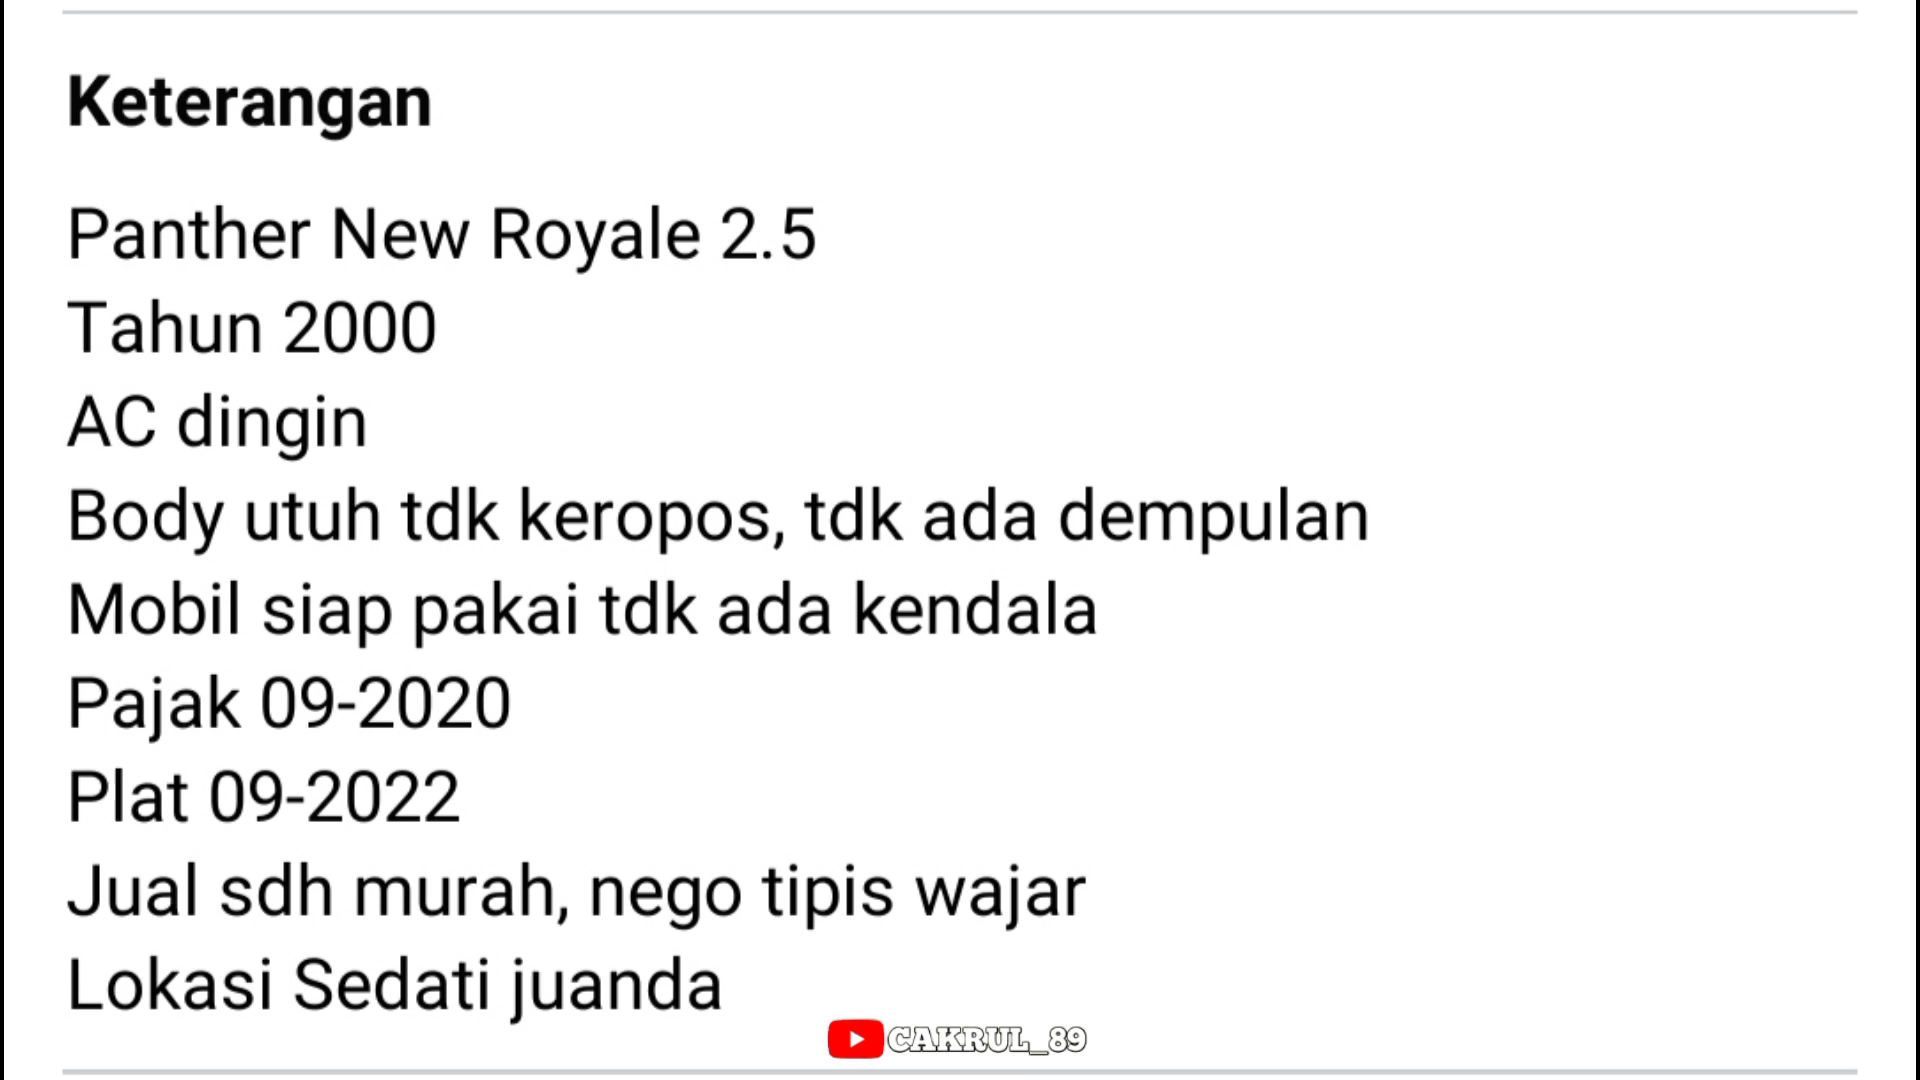 Keterangan
Panther New Royale 2.5
Tahun 2000
AC dingin
Body utuh tdk keropos, tdk ada dempulan
Mobil siap pakai tdk ada kendala
Pajak 09-2020
Plat 09-2022
Jual sdh murah, nego tipis wajar
Lokasi Sedati juanda
CAKRUL_89